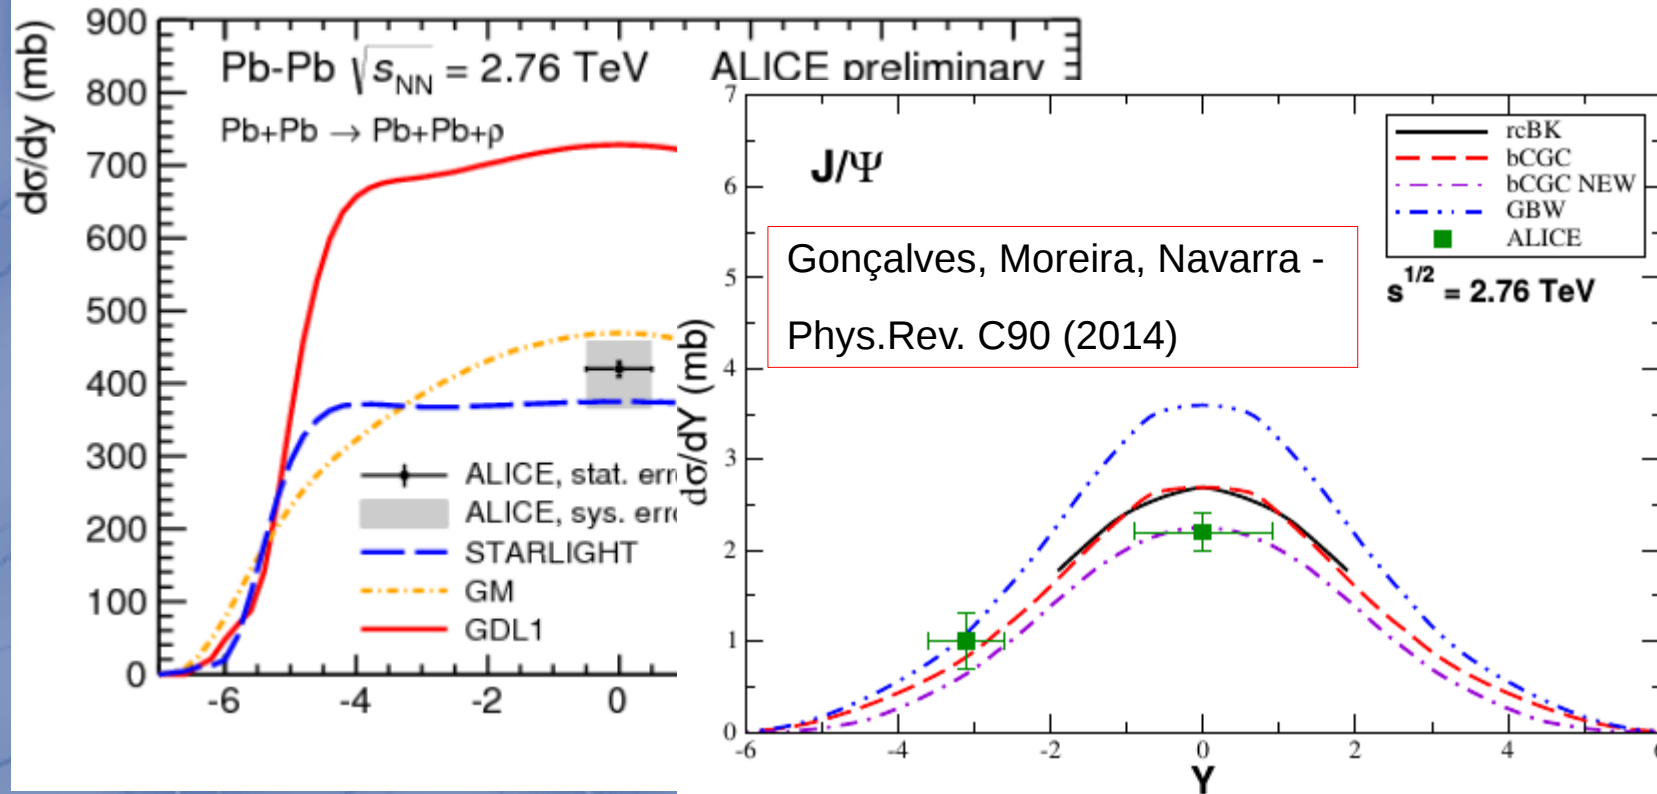 900
800
700
600
500
400
300
200
100
0
dσ/dy (mb)
Pb-Pb √sNN = 2.76 TeV
ALICE preliminary
Pb+Pb → Pb+Pb+ρ
ALICE, stat.
ALICE, sys.
STARLIGHT
GM
GDL1
-6 -4 -2 0
7
6
5
4
3
2
1
0
dσ/dY (mb)
J/Ψ
Gonçalves, Moreira, Navarra -
Phys.Rev. C90 (2014)
rcBK
bCGC
bCGC NEW
GBW
ALICE
s1/2 = 2.76 TeV
-6 -4 -2 0 2 4
Y